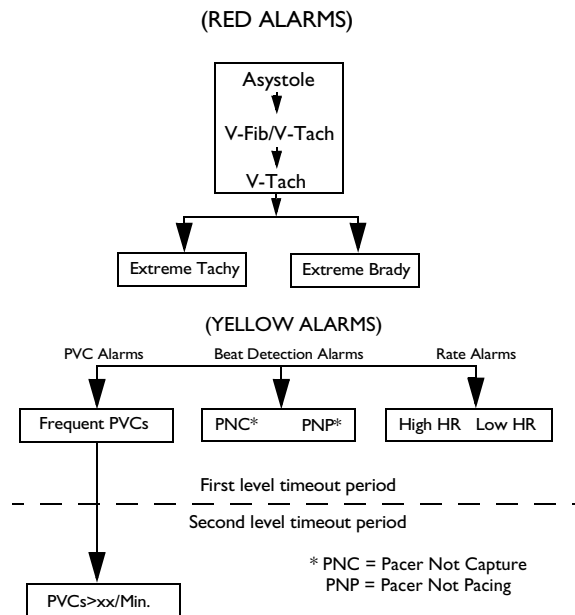 (RED ALARMS)
Asystole
V-Fib/V-Tach
V-Tach
Extreme Tachy
Extreme Brady
(YELLOW ALARMS)
PVC Alarms
Beat Detection Alarms
Rate Alarms
Frequent PVCs
PNC* PNP*
High HR Low HR
First level timeout period
Second level timeout period
* PNC = Pacer Not Capture
PNP = Pacer Not Pacing
PVCs>xx/Min.